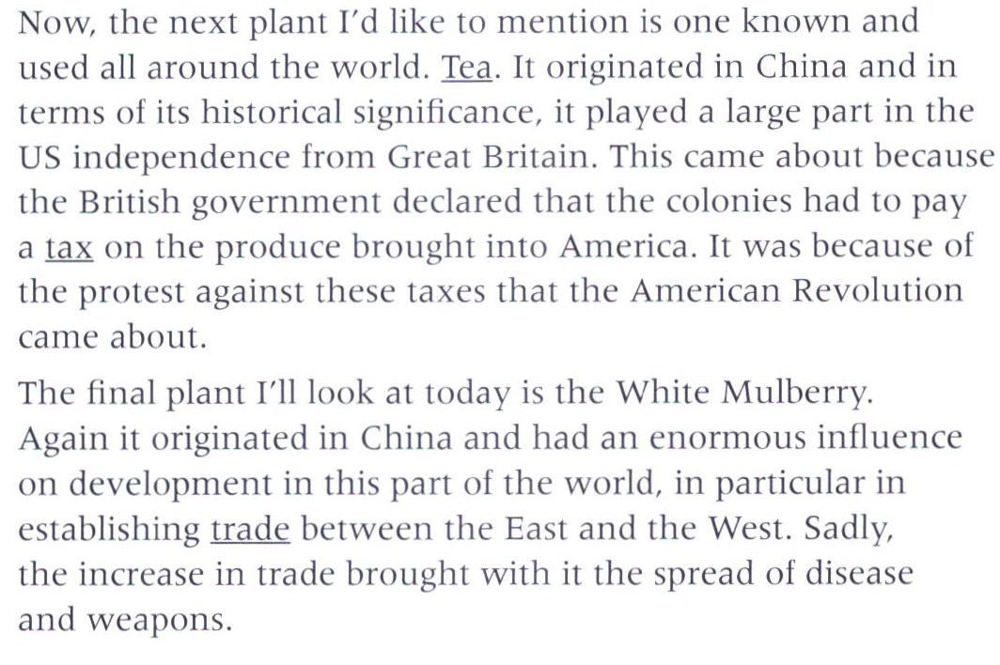 Now, the next plant I'd like to mention is one known and
used all around the world. Tea. It originated in China and in
terms of its historical significance, it played a large part in the
US independence from Great Britain. This came about because
the British government declared that the colonies had to pay
a tax on the produce brought into America. It was because of
the protest against these taxes that the American Revolution
came about.
The final plant I'll look at today is the White Mulberry.
Again it originated in China and had an enormous influence
on development in this part of the world, in particular in
establishing trade between the East and the West. Sadly,
the increase in trade brought with it the spread of disease
and weapons.